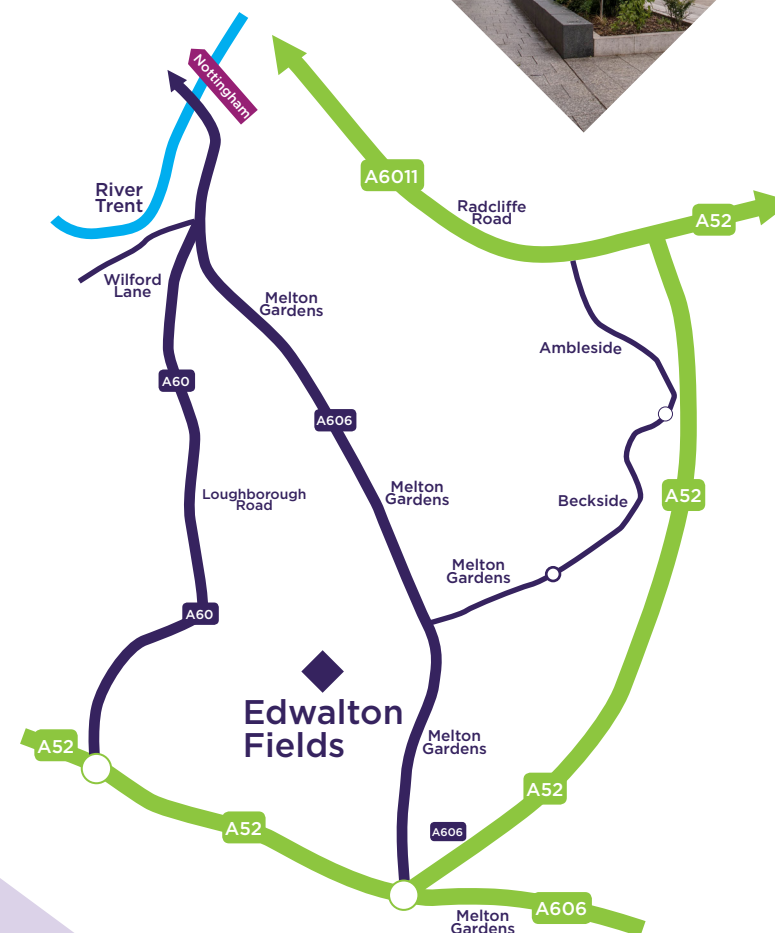 Nottingham
A6011
River
Trent
Radcliffe
Road
A52
Wilford
Lane
Melton
Gardens
Ambleside
A60
A606
Melton
Gardens
Loughborough
Road
Beckside
A52
Melton
Gardens
A60
Edwalton
Fields
Melton
Gardens
A52
A52
A52
A606
A606
Melton
Gardens